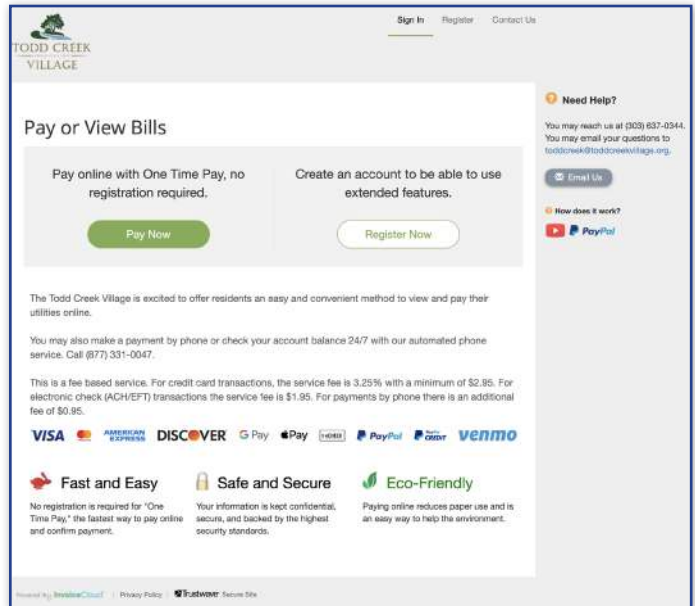 TODD CREEK
VILLAGE
Sign In Register Contact Us
Pay or View Bills
Pay online with One Time Pay, no
registration required.
Pay Now
Create an account to be able to use
extended features.
Register Now
The Todd Creek Village is excited to offer residents an easy and convenient method to view and pay their
utilities online.
You may also make a payment by phone or check your account balance 24/7 with our automated phone
service. Call (877) 331-0047.
This is a fee based service. For credit card transactions, the service fee is 3.25% with a minimum of $2.95. For
electronic check (ACH/EFT) transactions the service fee is $1.95. For payments by phone there is an additional
fee of $0.95.
VISA AMERICAN EXPRESS DISCOVER G Pay Pay PayPal PayPal CREDIT venmo
Fast and Easy
No registration is required for "One
Time Pay," the fastest way to pay online
and confirm payment.
Safe and Secure
Your information is kept confidential,
secure, and backed by the highest
security standards.
Eco-Friendly
Paying online reduces paper use and is
an easy way to help the environment.
Need Help?
You may reach us at (303) 637-0344.
You may email your questions to
toddcreek@toddcreekvillage.org.
Email Us
How does it work?
PayPal
Powered by InvoiceCloud | Privacy Policy | Trustwave Secure Site